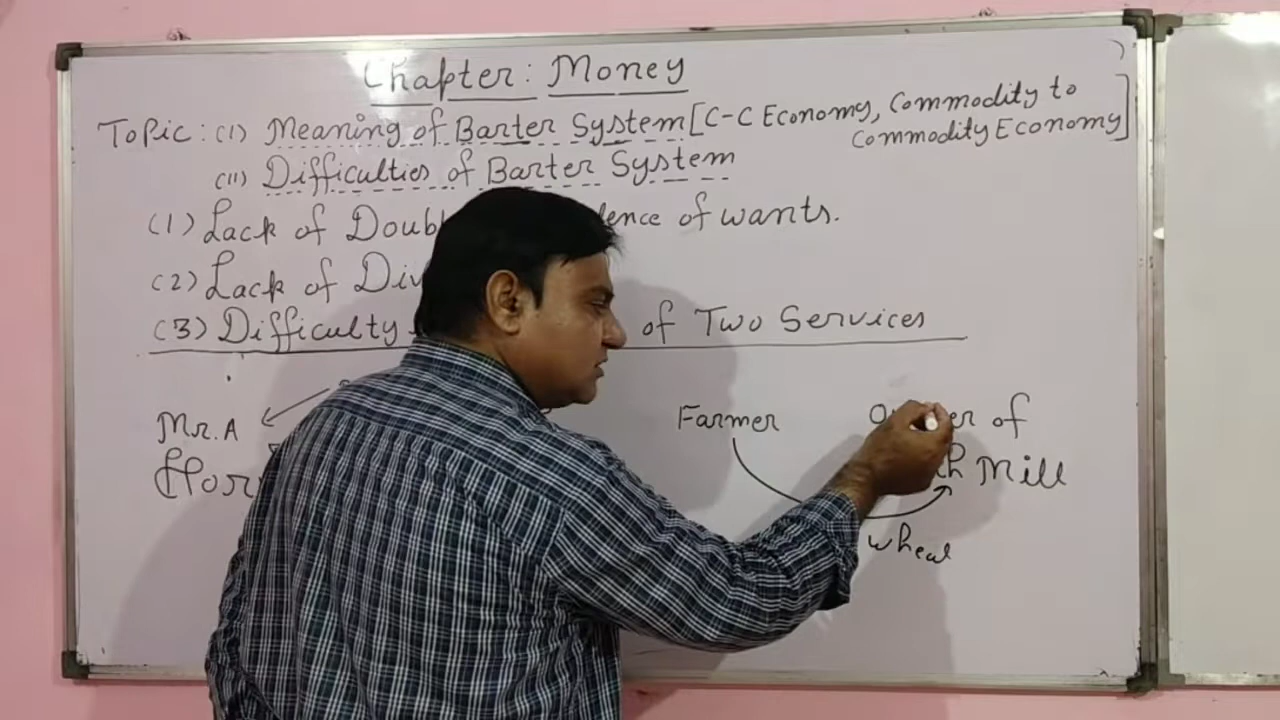 Chapter: Money
Topic: (i) Meaning of Barter System [C-C Economy, Commodity to
Commodity Economy]
(ii) Difficulties of Barter System
(1) Lack of Doub dence of wants.
(2) Lack of Div
(3) Difficulty of Two Services
Mr. A
Farmer
of
Mill
wheat